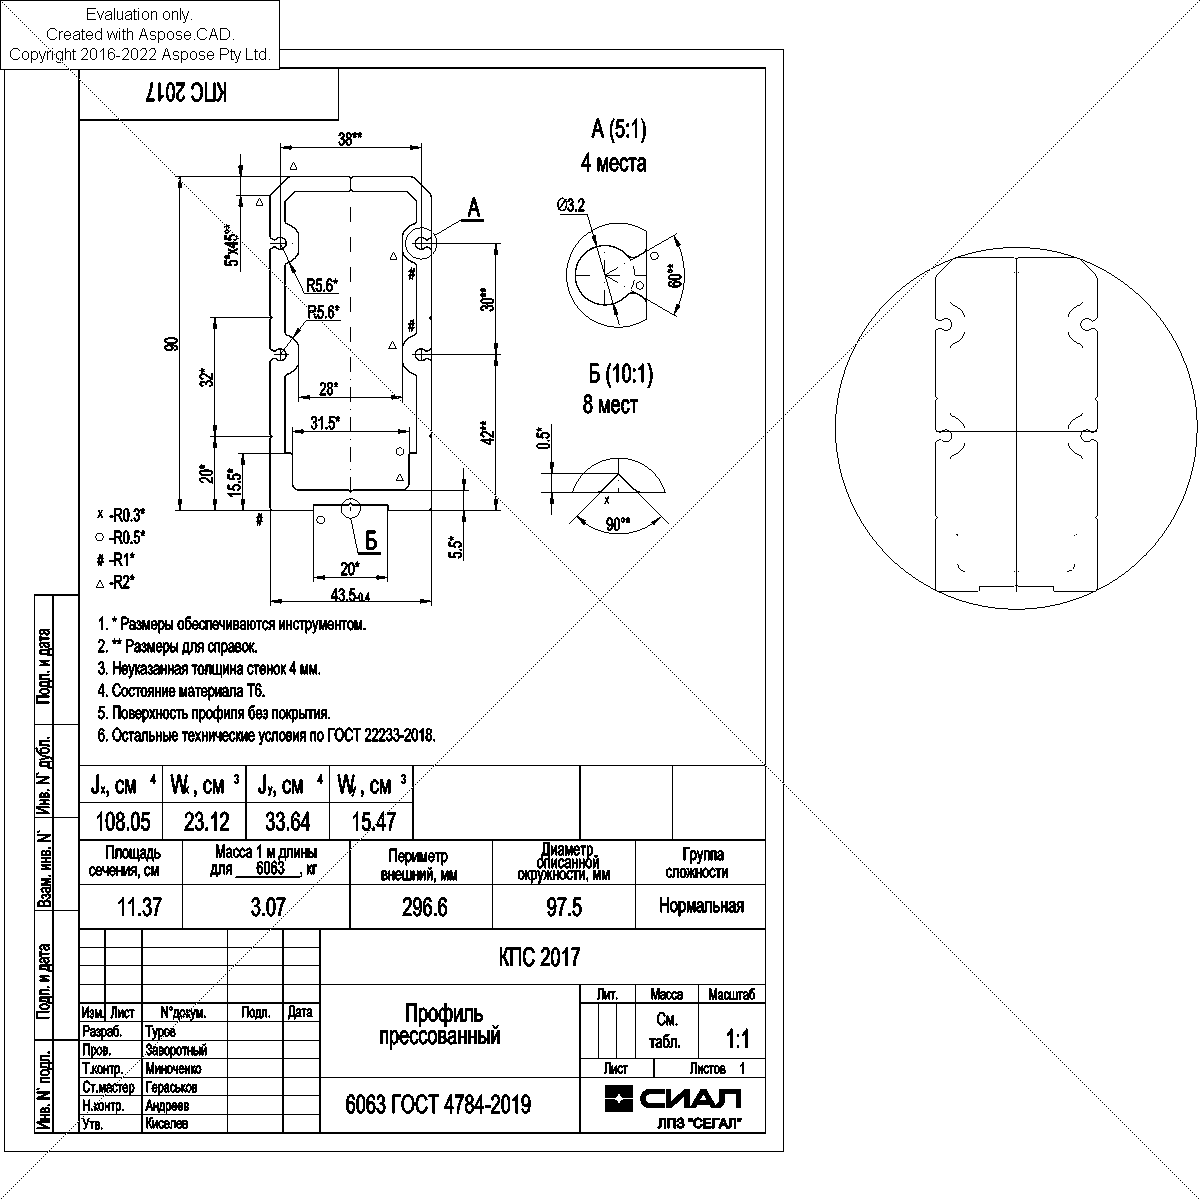 Evaluation only.
Created with Aspose.CAD.
Copyright 2016-2022 Aspose Pty Ltd.
КПС 2017
38**
А (5:1)
4 места
А
Ø3.2
60**
5*x45**
R5.6*
R5.6*
30**
90
32*
28*
31.5*
42**
20*
15.5*
5.5*
Б
20*
43.5-0.4
Б (10:1)
8 мест
0.5*
x
90**
x -R0.3*
○ -R0.5*
# -R1*
△ -R2*
1. * Размеры обеспечиваются инструментом.
2. ** Размеры для справок.
3. Неуказанная толщина стенок 4 мм.
4. Состояние материала Т6.
5. Поверхность профиля без покрытия.
6. Остальные технические условия по ГОСТ 22233-2018.
Jx, см 4 Wx, см 3 Jy, см 4 Wy, см 3
108.05 23.12 33.64 15.47
Площадь сечения, см
Масса 1 м длины для 6063, кг
Периметр внешний, мм
Диаметр описанной окружности, мм
Группа сложности
11.37 3.07 296.6 97.5 Нормальная
КПС 2017
Профиль
прессованный
6063 ГОСТ 4784-2019
Лит. Масса Масштаб
См. табл. 1:1
Лист Листов 1
СИАЛ
ЛПЗ "СЕГАЛ"
Изм. Лист N°докум. Подп. Дата
Разраб. Туров
Пров. Заворотный
Т.контр. Миноченко
Ст.мастер Гераськов
Н.контр. Андреев
Утв. Киселев
Подп. и дата
Инв. N` дубл.
Взам. инв. N`
Подп. и дата
Инв. N` подл.